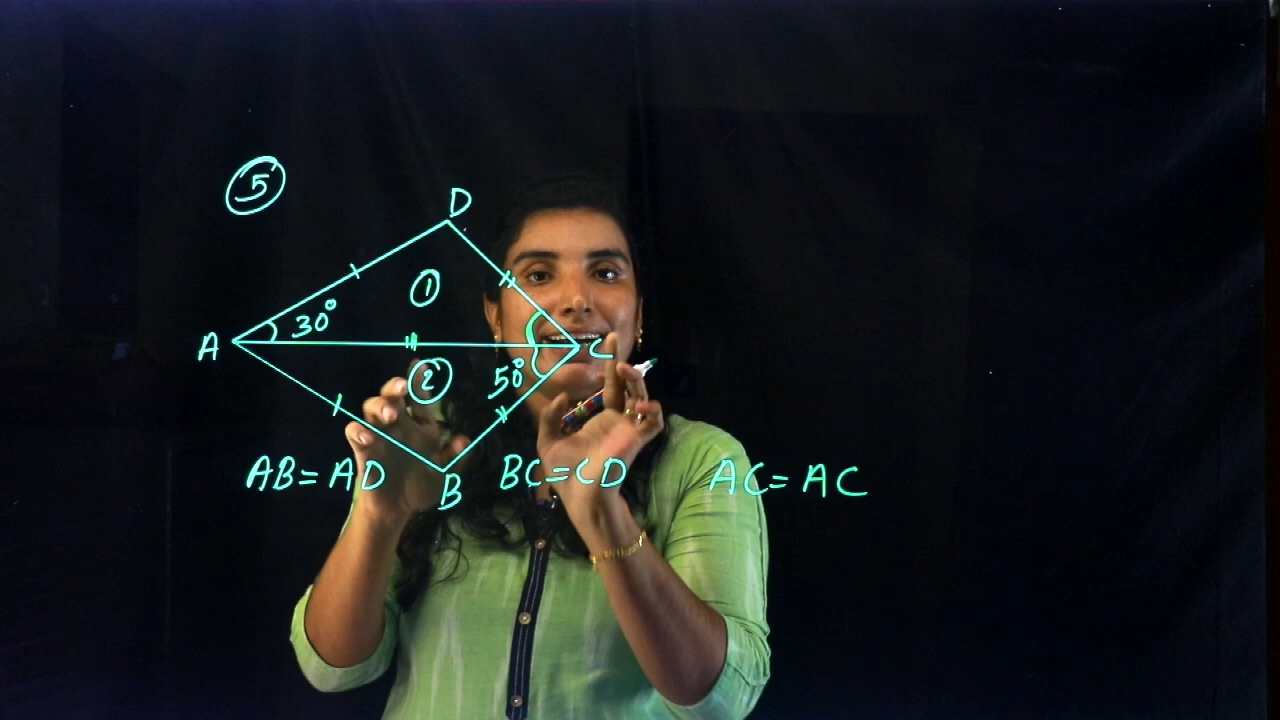 5
D
1
30°
A
C
2
50°
AB = AD
B
BC = CD
AC = AC